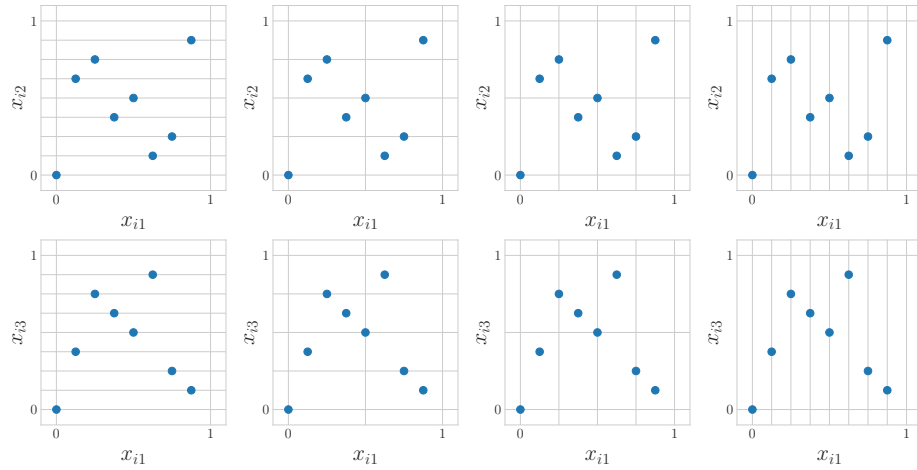 1 1 1 1
x_{i2} x_{i2} x_{i2} x_{i2}
0 0 0 0
0 1 0 1 0 1 0 1
x_{i1} x_{i1} x_{i1} x_{i1}
1 1 1 1
x_{i3} x_{i3} x_{i3} x_{i3}
0 0 0 0
0 1 0 1 0 1 0 1
x_{i1} x_{i1} x_{i1} x_{i1}